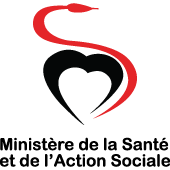 Ministère de la Santé
et de l'Action Sociale